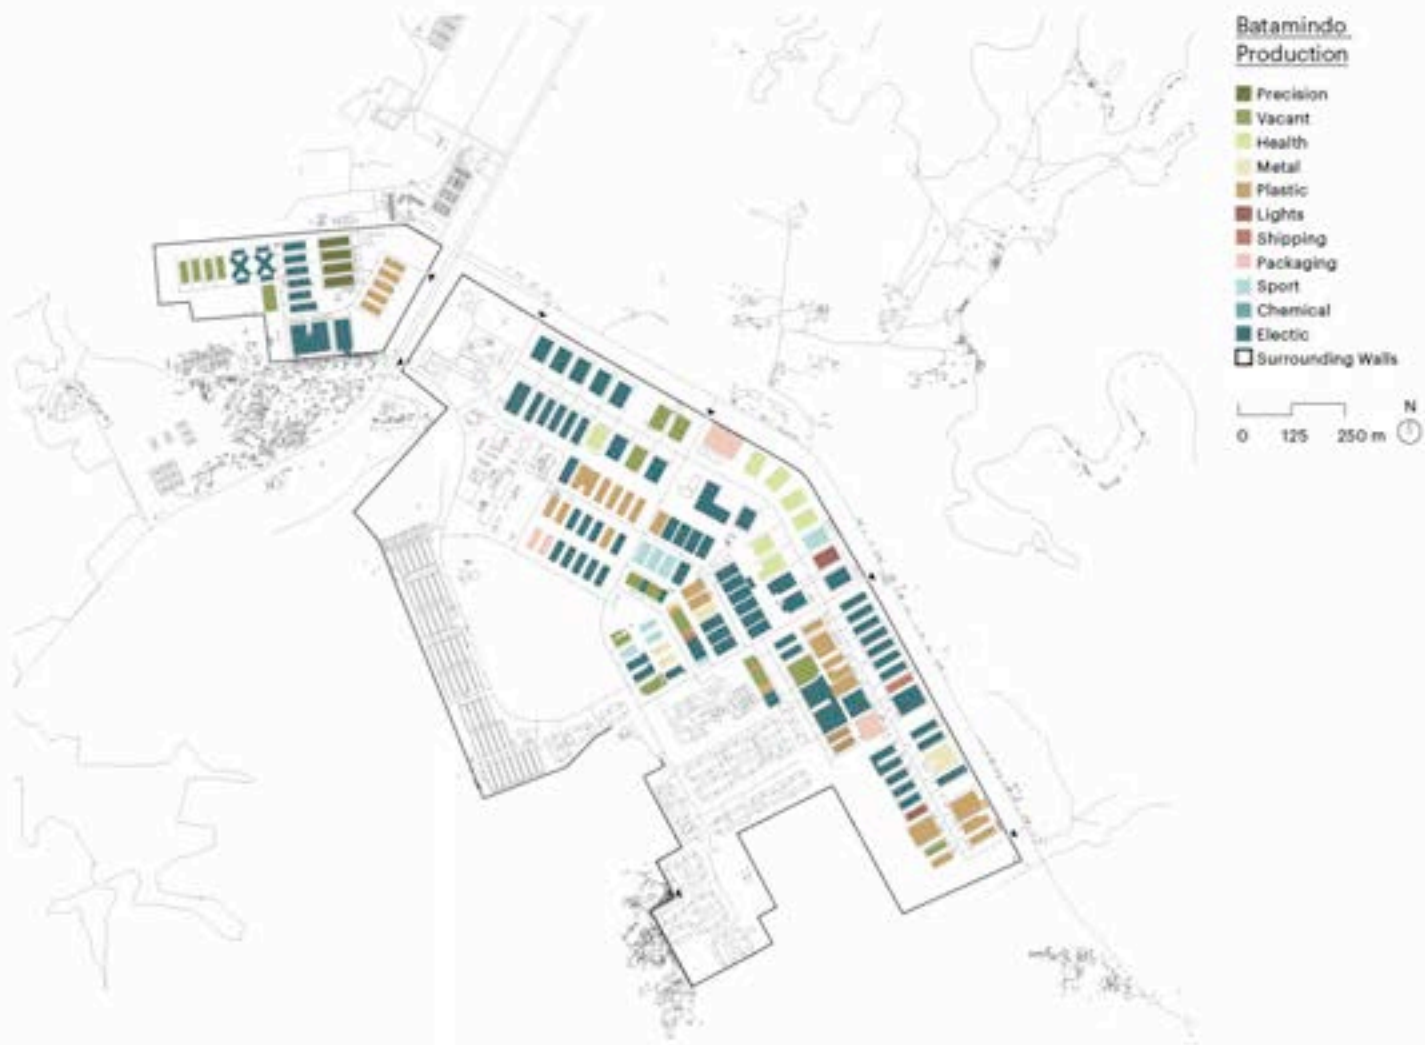 Batamindo
Production
Precision
Vacant
Health
Metal
Plastic
Lights
Shipping
Packaging
Sport
Chemical
Electic
Surrounding Walls
N
0 125 250 m